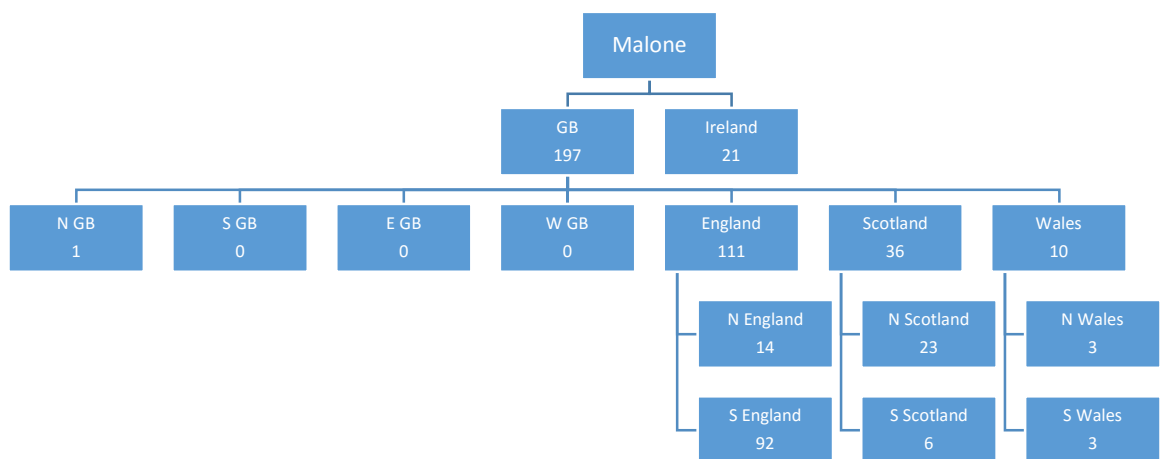 Malone
GB
197
Ireland
21
N GB
1
S GB
0
E GB
0
W GB
0
England
111
Scotland
36
Wales
10
N England
14
N Scotland
23
N Wales
3
S England
92
S Scotland
6
S Wales
3